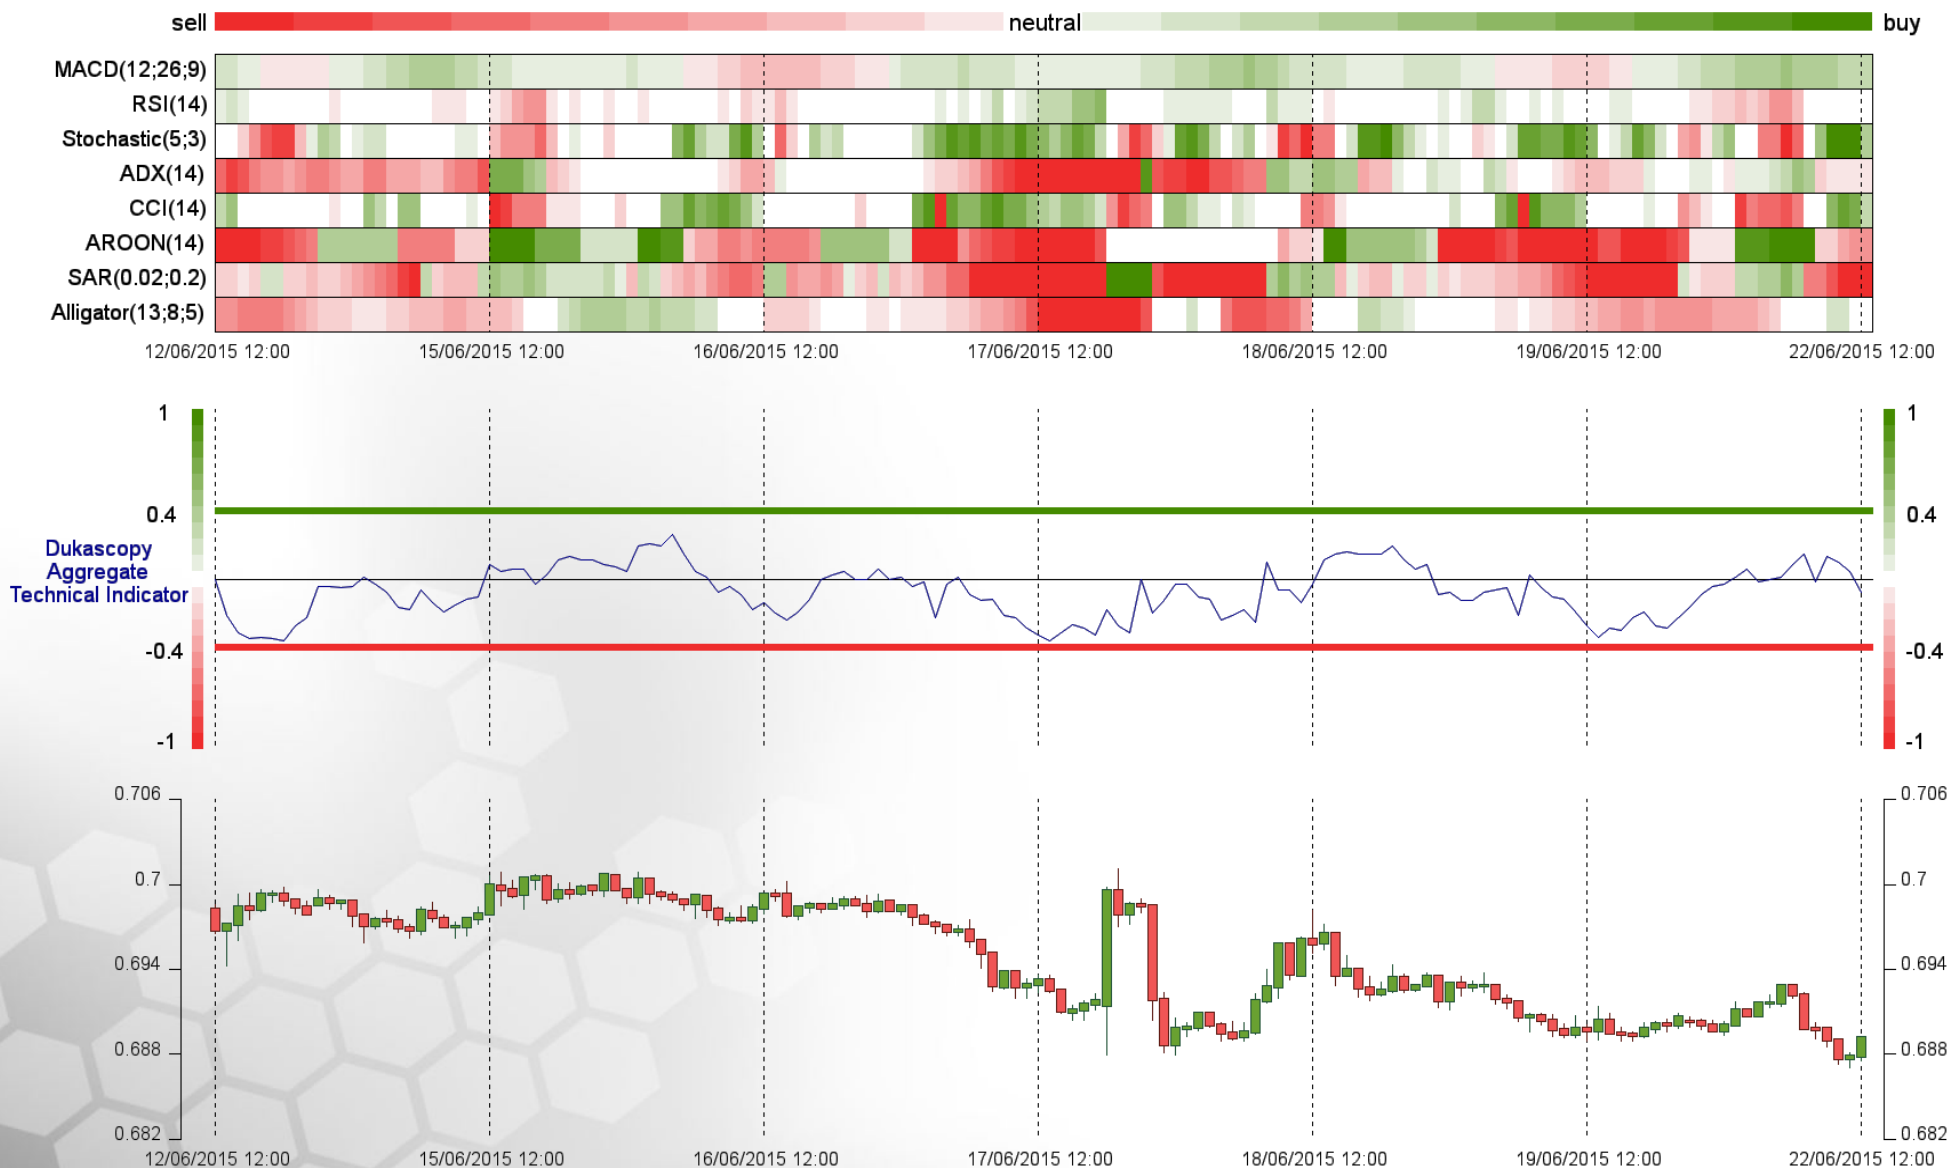 sell neutral buy
MACD(12;26;9)
RSI(14)
Stochastic(5;3)
ADX(14)
CCI(14)
AROON(14)
SAR(0.02;0.2)
Alligator(13;8;5)
12/06/2015 12:00 15/06/2015 12:00 16/06/2015 12:00 17/06/2015 12:00 18/06/2015 12:00 19/06/2015 12:00 22/06/2015 12:00
1 1
0.4 0.4
Dukascopy
Aggregate
Technical Indicator
-0.4 -0.4
-1 -1
0.706 0.706
0.7 0.7
0.694 0.694
0.688 0.688
0.682 0.682
12/06/2015 12:00 15/06/2015 12:00 16/06/2015 12:00 17/06/2015 12:00 18/06/2015 12:00 19/06/2015 12:00 22/06/2015 12:00